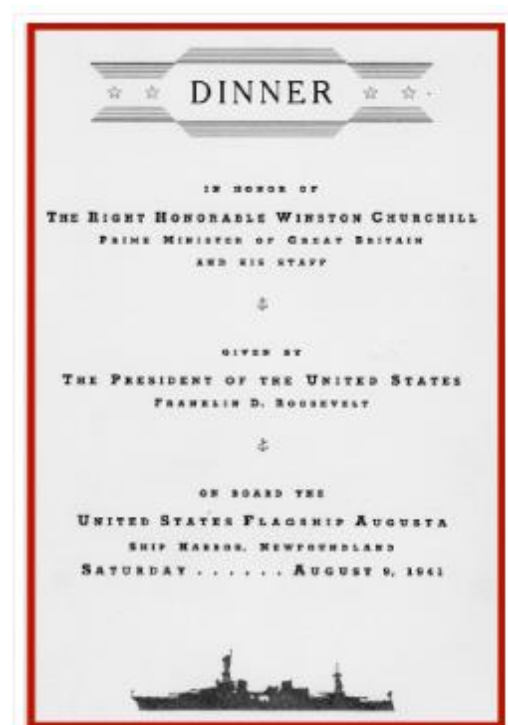 DINNER
IN HONOR OF
THE RIGHT HONORABLE WINSTON CHURCHILL
PRIME MINISTER OF GREAT BRITAIN
AND HIS STAFF
GIVEN BY
THE PRESIDENT OF THE UNITED STATES
FRANKLIN D. ROOSEVELT
ON BOARD THE
UNITED STATES FLAGSHIP AUGUSTA
SHIP HARBOR, NEWFOUNDLAND
SATURDAY . . . . . . AUGUST 9, 1941